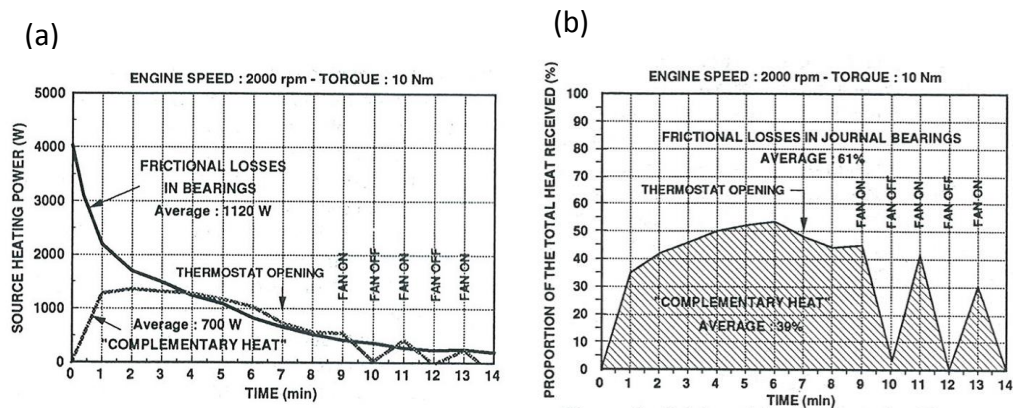 (a)
ENGINE SPEED : 2000 rpm - TORQUE : 10 Nm
SOURCE HEATING POWER (W)
5000
4000
3000
2000
1000
0
FRICTIONAL LOSSES
IN BEARINGS
Average : 1120 W
THERMOSTAT OPENING
FAN ON
FAN OFF
FAN ON
FAN OFF
FAN ON
Average : 700 W
"COMPLEMENTARY HEAT"
0 1 2 3 4 5 6 7 8 9 10 11 12 13 14
TIME (min)
(b)
ENGINE SPEED : 2000 rpm - TORQUE : 10 Nm
PROPORTION OF THE TOTAL HEAT RECEIVED (%)
100
90
80
70
60
50
40
30
20
10
0
FRICTIONAL LOSSES IN JOURNAL BEARINGS
AVERAGE : 61%
THERMOSTAT OPENING
FAN ON
FAN OFF
FAN ON
FAN OFF
FAN ON
"COMPLEMENTARY HEAT"
AVERAGE : 39%
0 1 2 3 4 5 6 7 8 9 10 11 12 13 14
TIME (min)